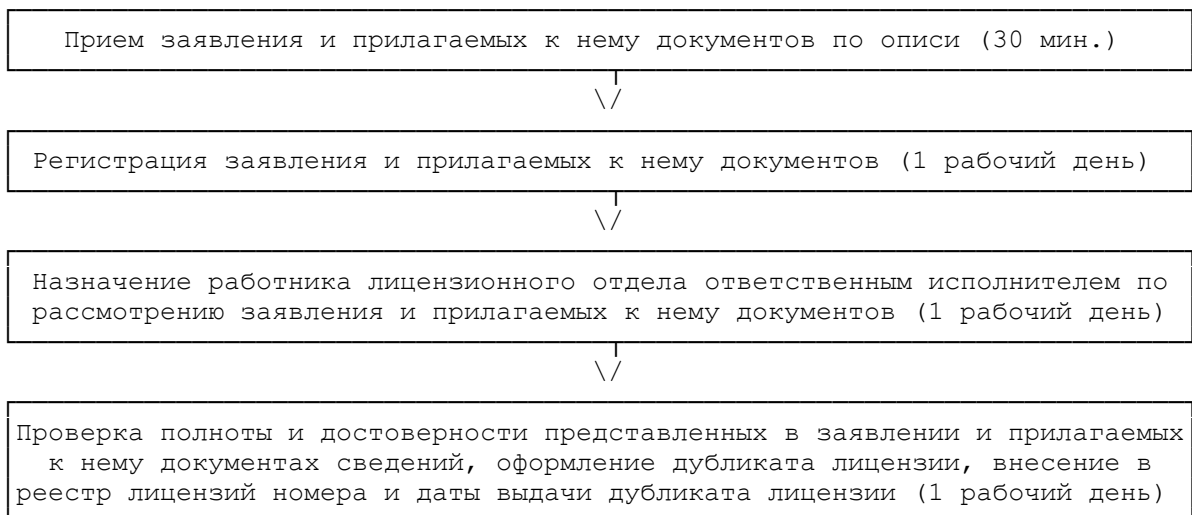 Прием заявления и прилагаемых к нему документов по описи (30 мин.)
\/
Регистрация заявления и прилагаемых к нему документов (1 рабочий день)
\/
Назначение работника лицензионного отдела ответственным исполнителем по
рассмотрению заявления и прилагаемых к нему документов (1 рабочий день)
\/
Проверка полноты и достоверности представленных в заявлении и прилагаемых
к нему документах сведений, оформление дубликата лицензии, внесение в
реестр лицензий номера и даты выдачи дубликата лицензии (1 рабочий день)